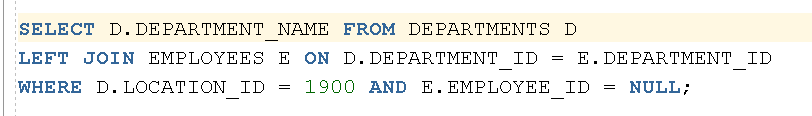 SELECT D.DEPARTMENT_NAME FROM DEPARTMENTS D
LEFT JOIN EMPLOYEES E ON D.DEPARTMENT_ID = E.DEPARTMENT_ID
WHERE D.LOCATION_ID = 1900 AND E.EMPLOYEE_ID = NULL;